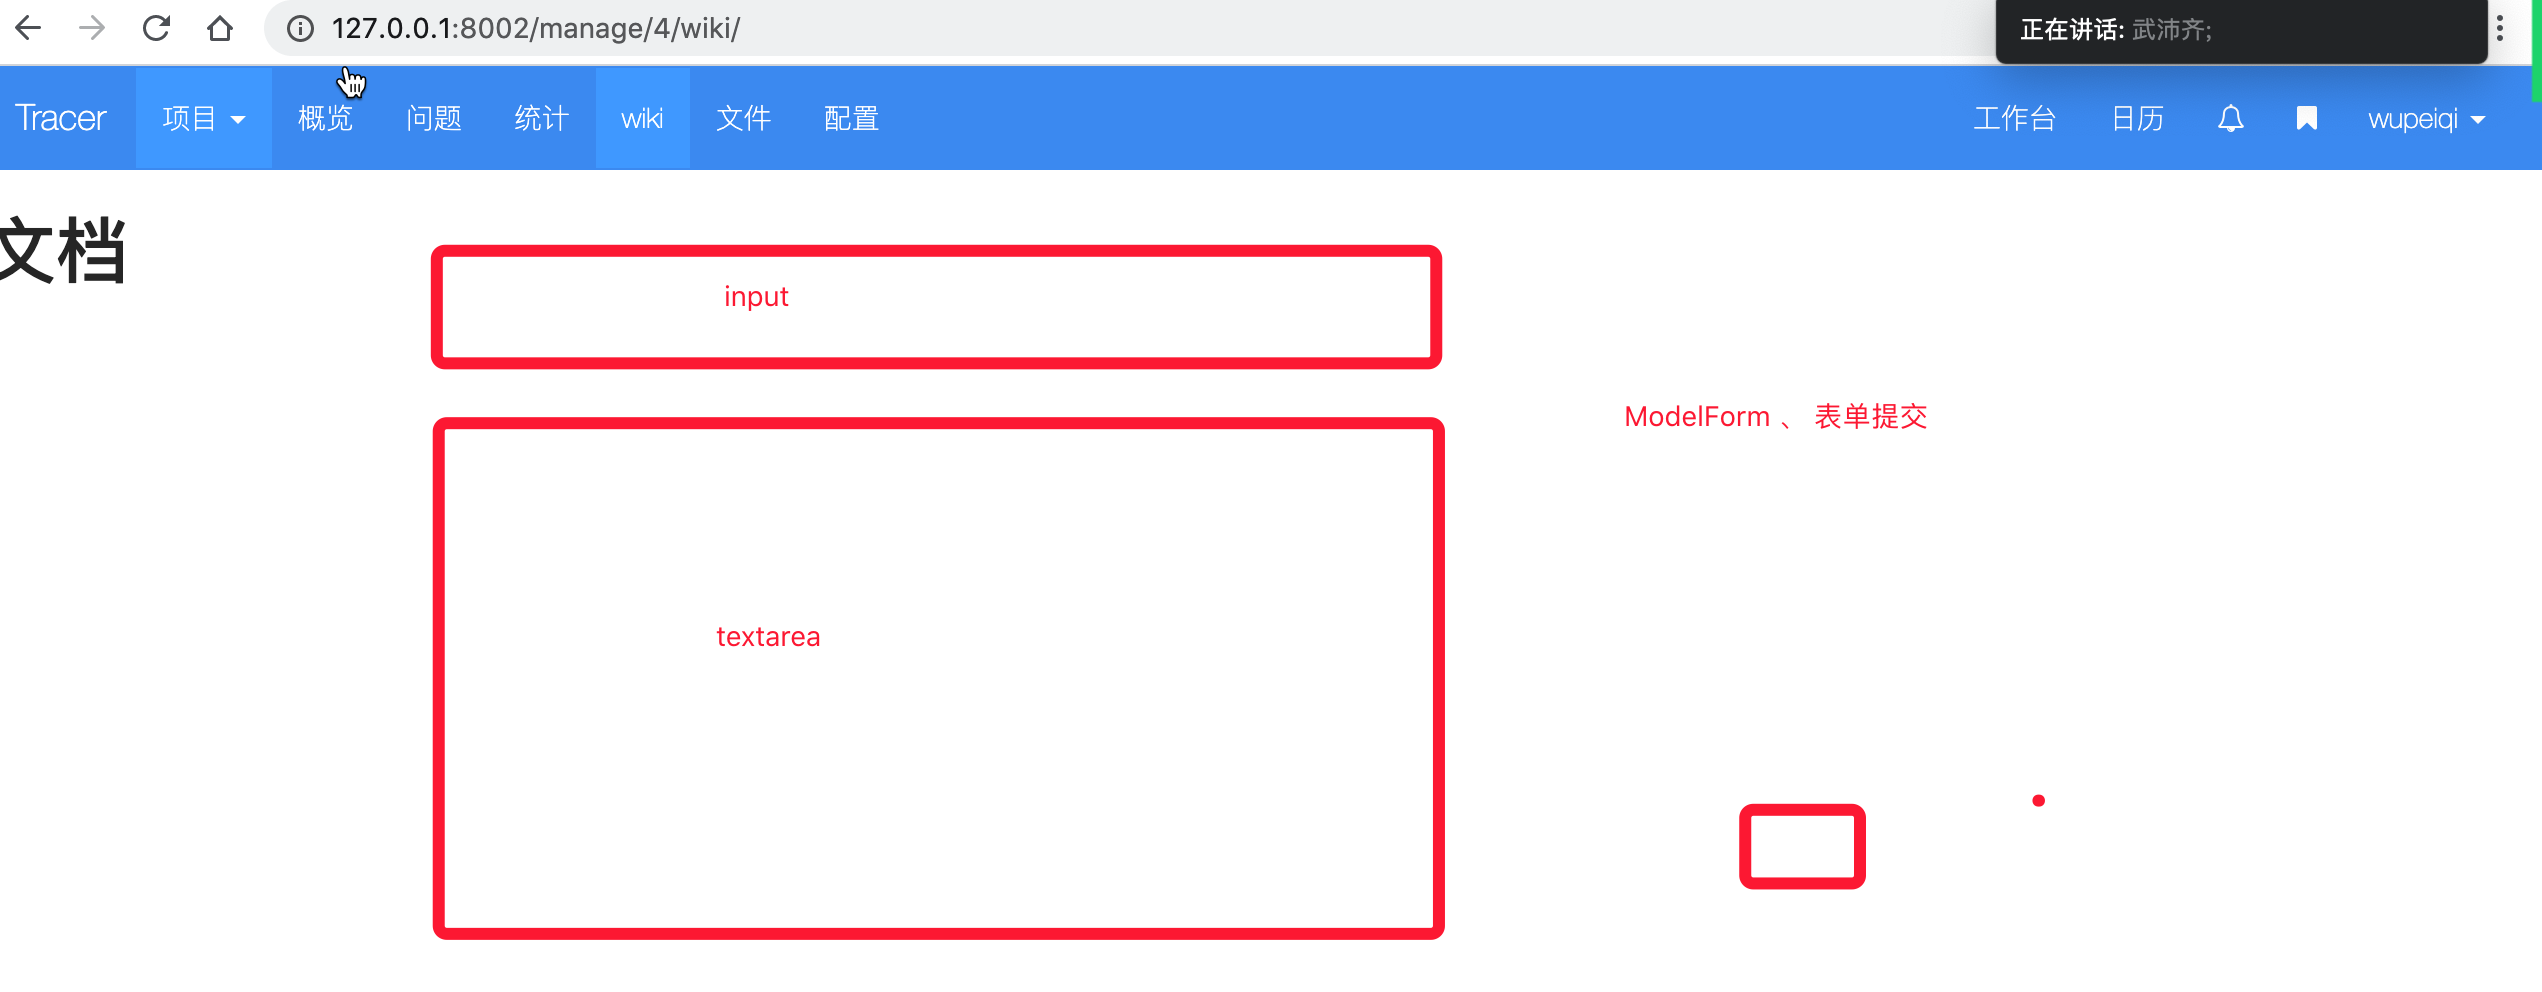 127.0.0.1:8002/manage/4/wiki/
正在讲话: 武沛齐;
Tracer 项目 概览 问题 统计 wiki 文件 配置 工作台 日历 wupeiqi
文档
input
ModelForm 、 表单提交
textarea